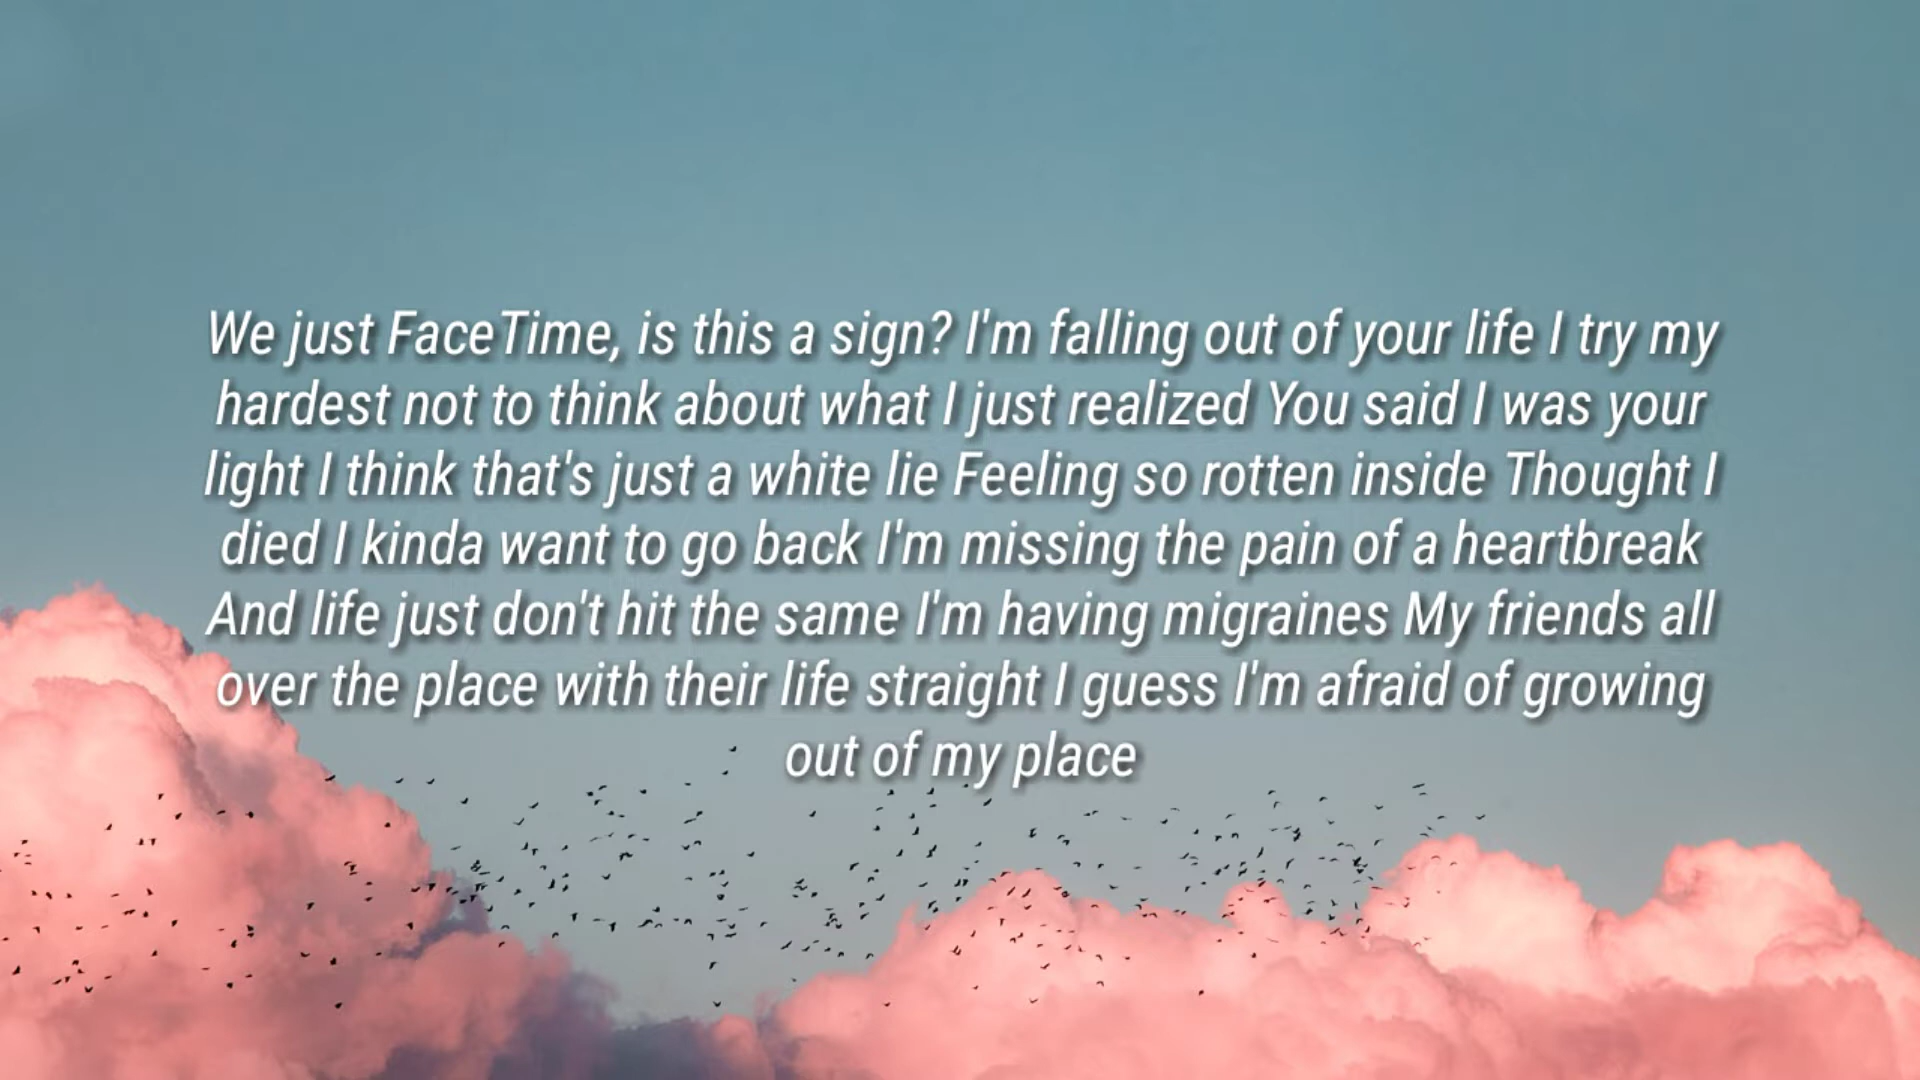 We just FaceTime, is this a sign? I'm falling out of your life I try my
hardest not to think about what I just realized You said I was your
light I think that's just a white lie Feeling so rotten inside Thought I
died I kinda want to go back I'm missing the pain of a heartbreak
And life just don't hit the same I'm having migraines My friends all
over the place with their life straight I guess I'm afraid of growing
out of my place